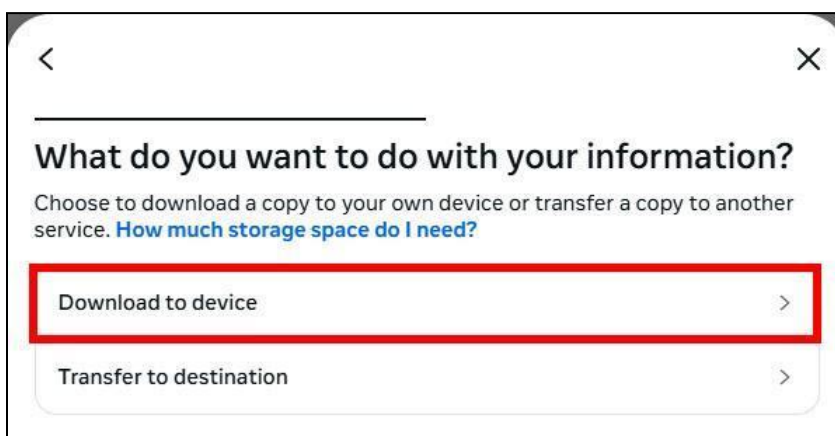 What do you want to do with your information?
Choose to download a copy to your own device or transfer a copy to another
service. How much storage space do I need?
Download to device
Transfer to destination